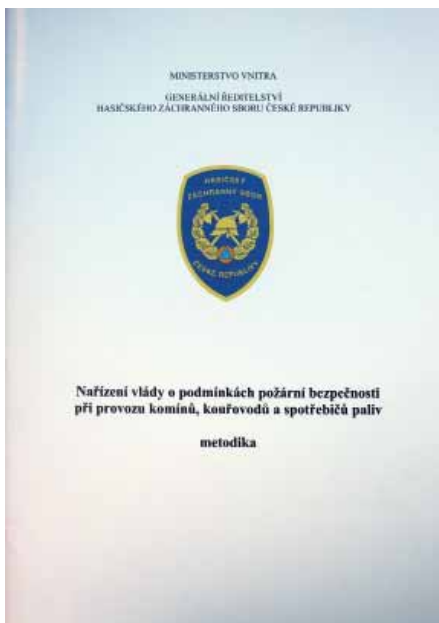 MINISTERSTVO VNITRA
GENERÁLNÍ ŘEDITELSTVÍ
HASIČSKÉHO ZÁCHRANNÉHO SBORU ČESKÉ REPUBLIKY
HASIČSKÝ
ZÁCHRANNÝ SBOR
ČESKÉ REPUBLIKY
Nařízení vlády o podmínkách požární bezpečnosti
při provozu komínů, kouřovodů a spotřebičů paliv
metodika